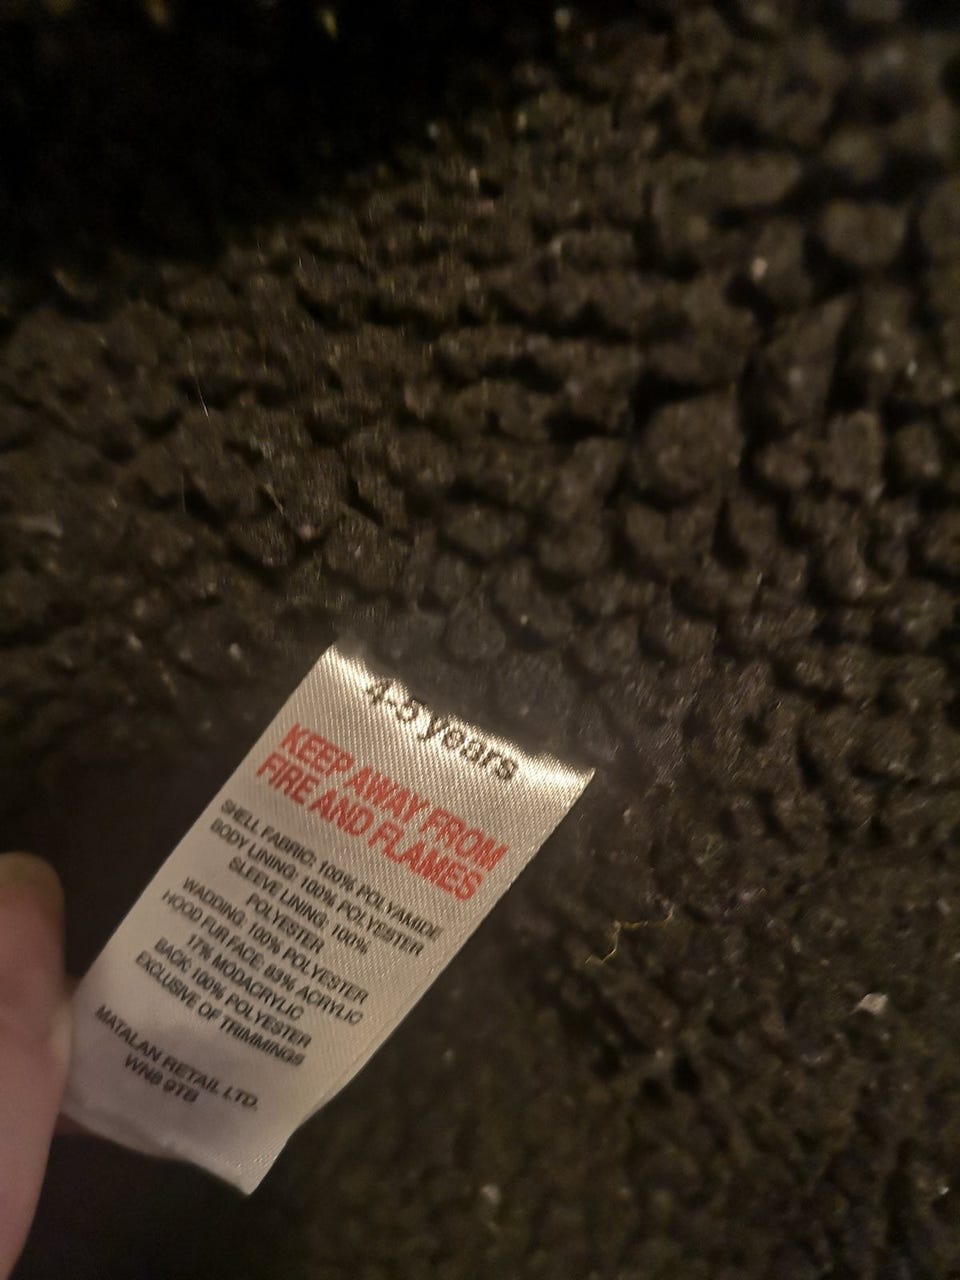 4-5 years
KEEP AWAY FROM
FIRE AND FLAMES
SHELL FABRIC: 100% POLYAMIDE
BODY LINING: 100% POLYESTER
SLEEVE LINING: 100%
POLYESTER
WADDING: 100% POLYESTER
HOOD FUR FACE: 83% ACRYLIC
17% MODACRYLIC
BACK: 100% POLYESTER
EXCLUSIVE OF TRIMMINGS
MATALAN RETAIL LTD.
WN8 9TB